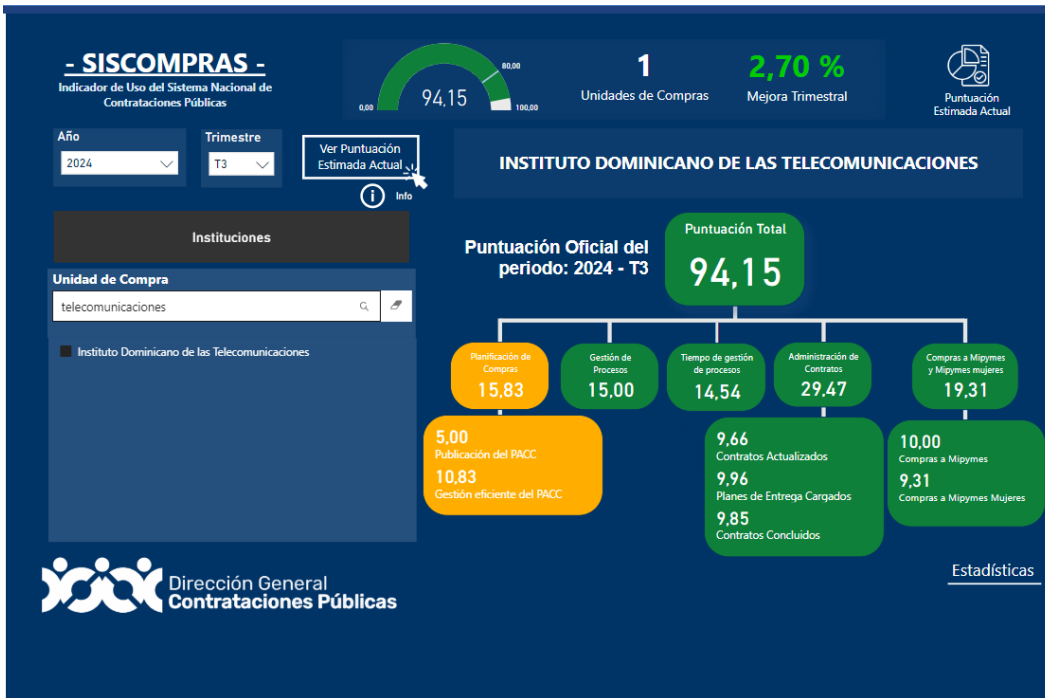 - SISCOMPRAS -
Indicador de Uso del Sistema Nacional de
Contrataciones Públicas
0,00
94,15
80,00
100,00
1
Unidades de Compras
2,70 %
Mejora Trimestral
Puntuación
Estimada Actual
Año
2024
Trimestre
T3
Ver Puntuación
Estimada Actual
Info
INSTITUTO DOMINICANO DE LAS TELECOMUNICACIONES
Instituciones
Unidad de Compra
telecomunicaciones
Instituto Dominicano de las Telecomunicaciones
Puntuación Oficial del
periodo: 2024 - T3
Puntuación Total
94,15
Planificación de
Compras
15,83
Gestión de
Procesos
15,00
Tiempo de gestión
de procesos
14,54
Administración de
Contratos
29,47
Compras a Mipymes
y Mipymes mujeres
19,31
5,00
Publicación del PACC
10,83
Gestión eficiente del PACC
9,66
Contratos Actualizados
9,96
Planes de Entrega Cargados
9,85
Contratos Concluidos
10,00
Compras a Mipymes
9,31
Compras a Mipymes Mujeres
Estadísticas
Dirección General
Contrataciones Públicas